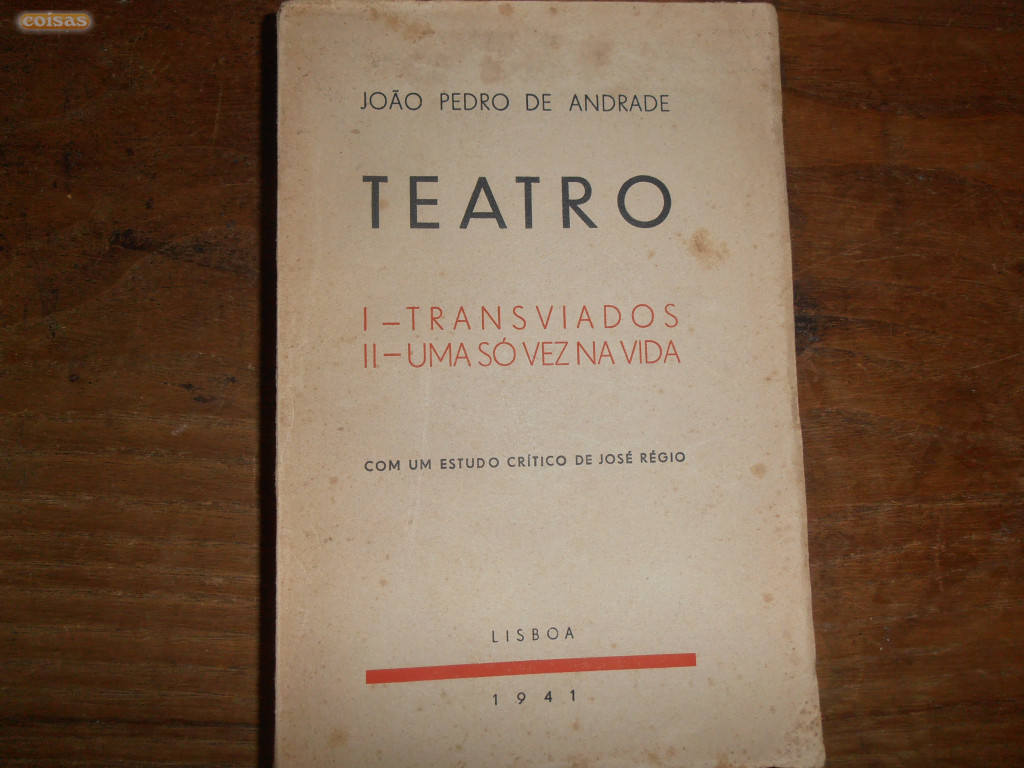 coisas
JOÃO PEDRO DE ANDRADE
TEATRO
I – TRANSVIADOS
II – UMA SÓ VEZ NA VIDA
COM UM ESTUDO CRÍTICO DE JOSÉ RÉGIO
LISBOA
1941